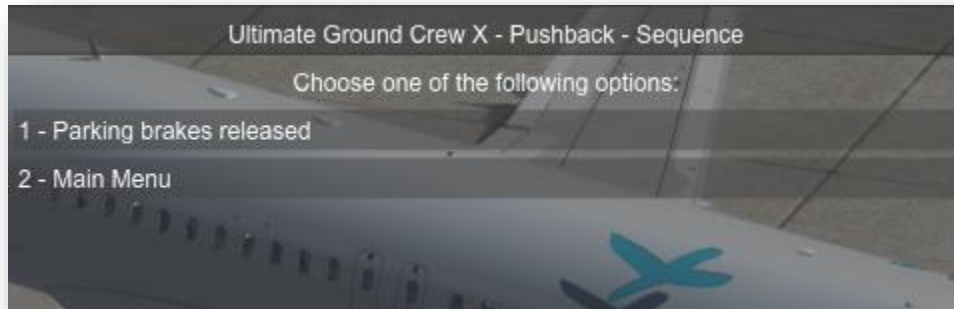 Ultimate Ground Crew X - Pushback - Sequence
Choose one of the following options:
1 - Parking brakes released
2 - Main Menu